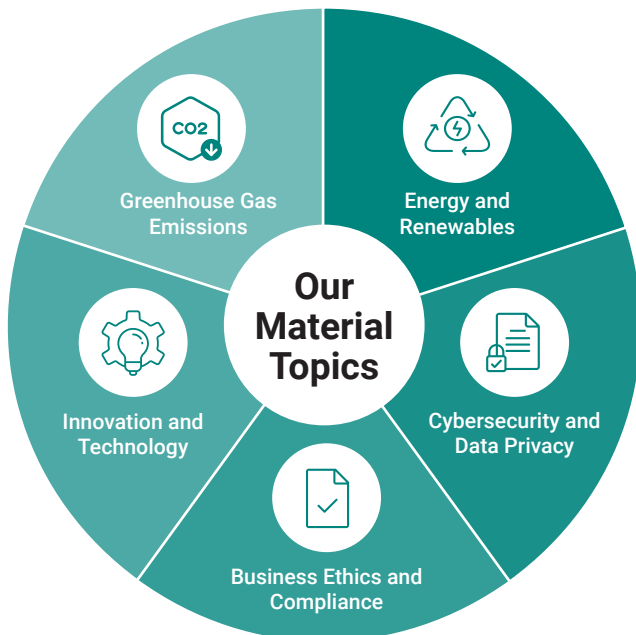 Our
Material
Topics
CO2
Greenhouse Gas
Emissions
Energy and
Renewables
Cybersecurity and
Data Privacy
Business Ethics and
Compliance
Innovation and
Technology